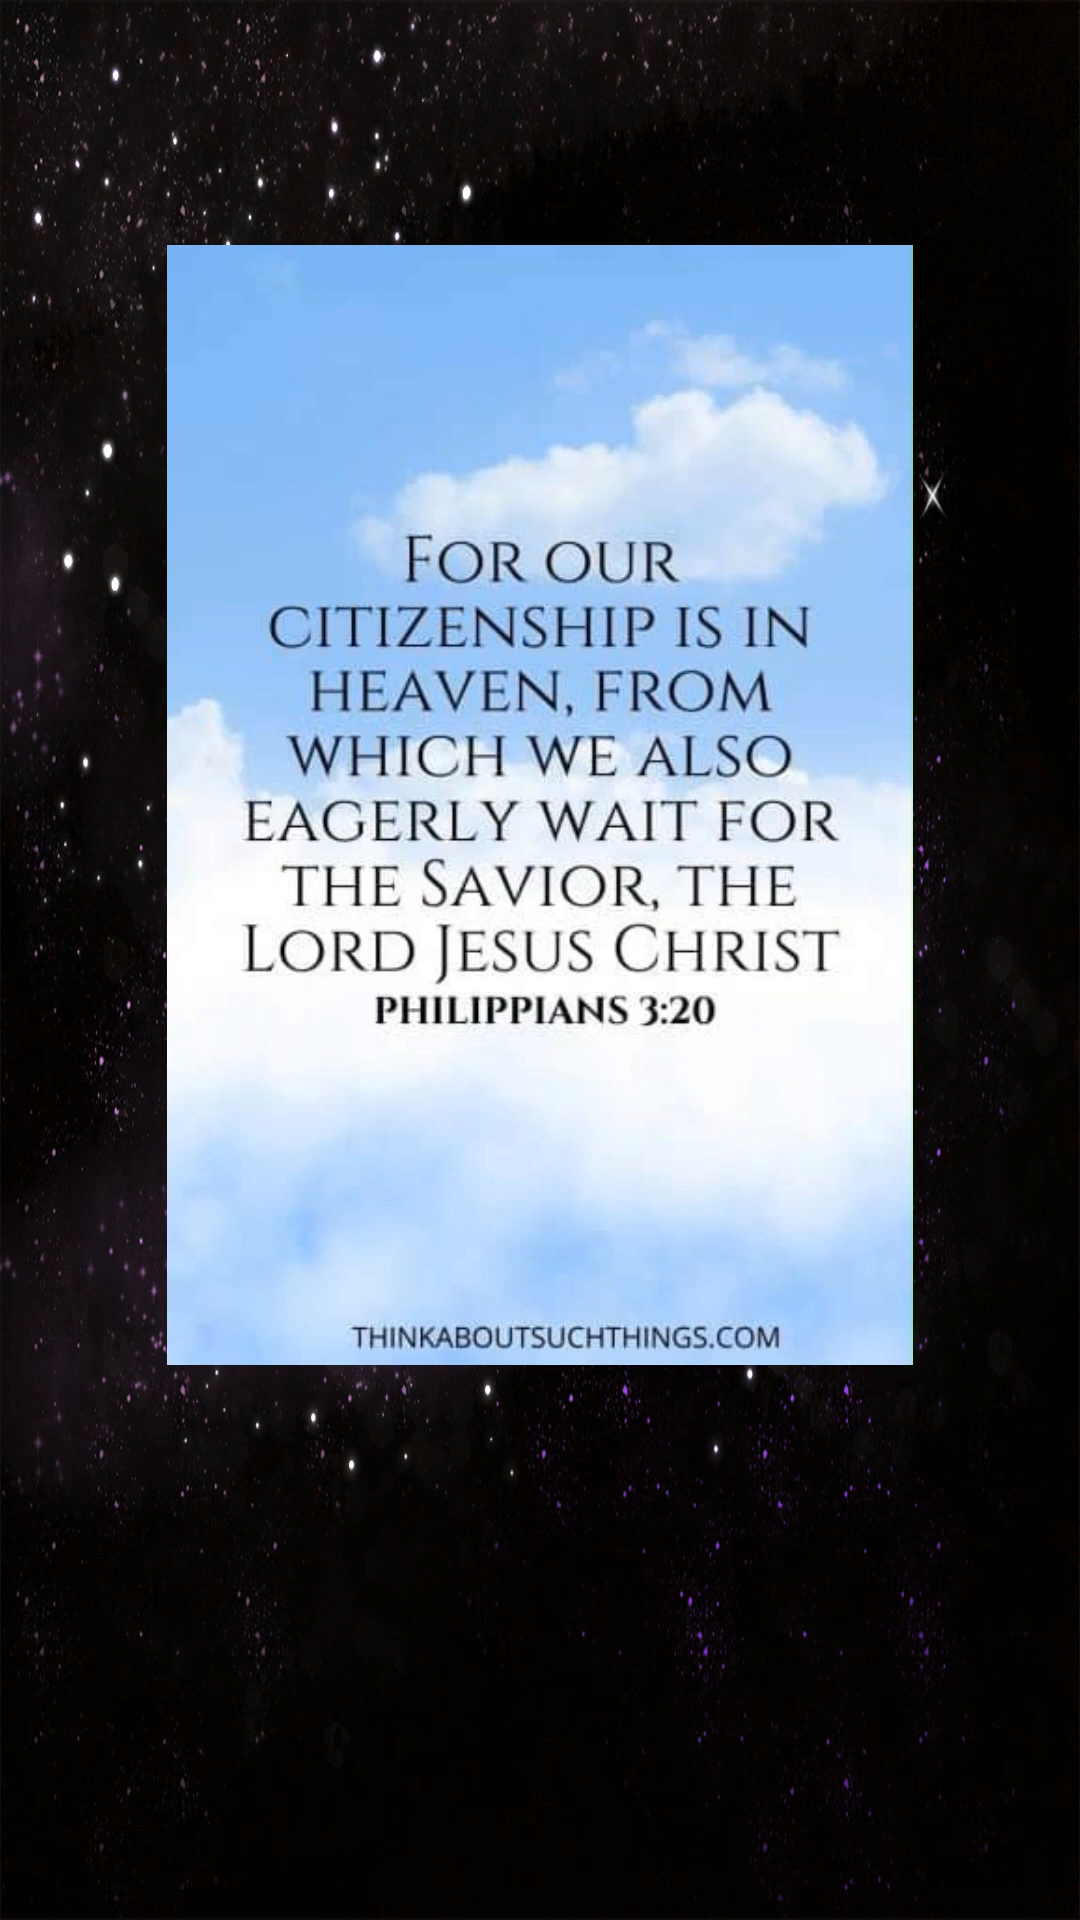 For our
citizenship is in
heaven, from
which we also
eagerly wait for
the Savior, the
Lord Jesus Christ
PHILIPPIANS 3:20
THINKABOUTSUCHTHINGS.COM